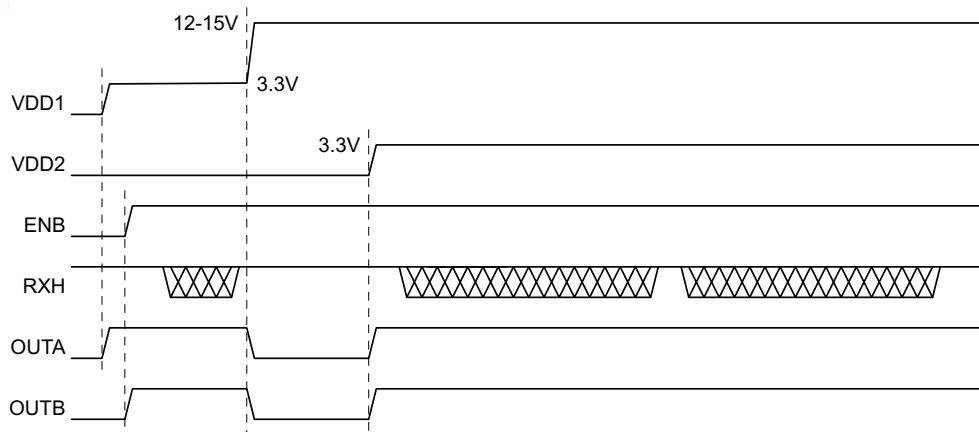 12-15V
3.3V
VDD1
3.3V
VDD2
ENB
RXH
OUTA
OUTB